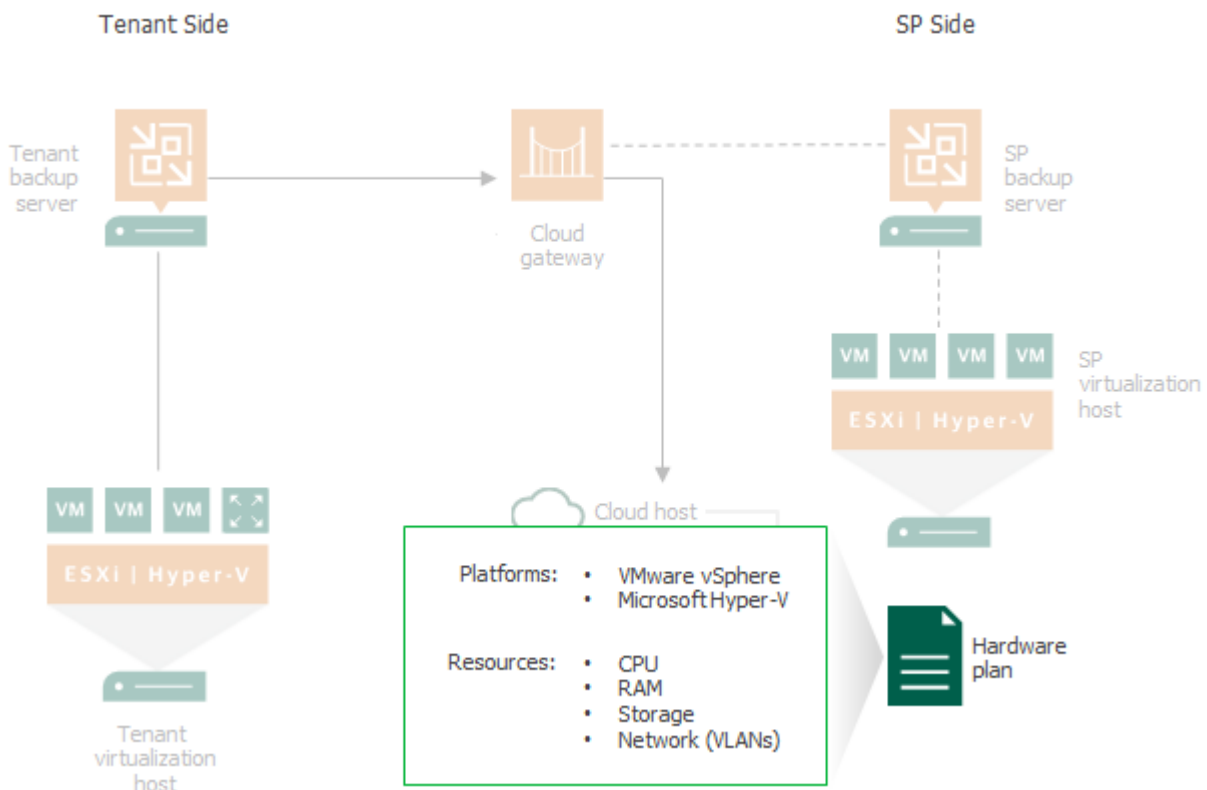 Tenant Side
SP Side
Tenant
backup
server
Cloud
gateway
SP
backup
server
VM VM VM VM
SP
virtualization
host
ESXi | Hyper-V
VM VM VM
ESXi | Hyper-V
Tenant
virtualization
host
Cloud host
Platforms: • VMware vSphere
• Microsoft Hyper-V
Resources: • CPU
• RAM
• Storage
• Network (VLANs)
Hardware
plan